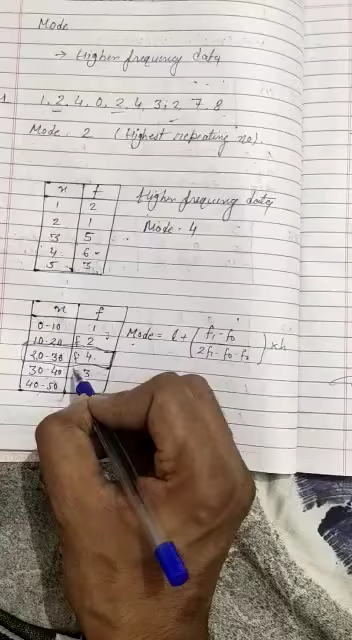 Mode
→ Higher frequency data
1, 2, 4, 0, 2, 4, 3, 2, 7, 8
Mode . 2 (Highest repeating no).
x f
1 2
2 1
3 5
4 6
5 3
Higher frequency data
Mode - 4
x f
0-10 1
10-20 f 2
20-30 f 4
30-40 3
40-50
Mode = l + (f1 - f0 / 2f1 - f0 - f2) × h